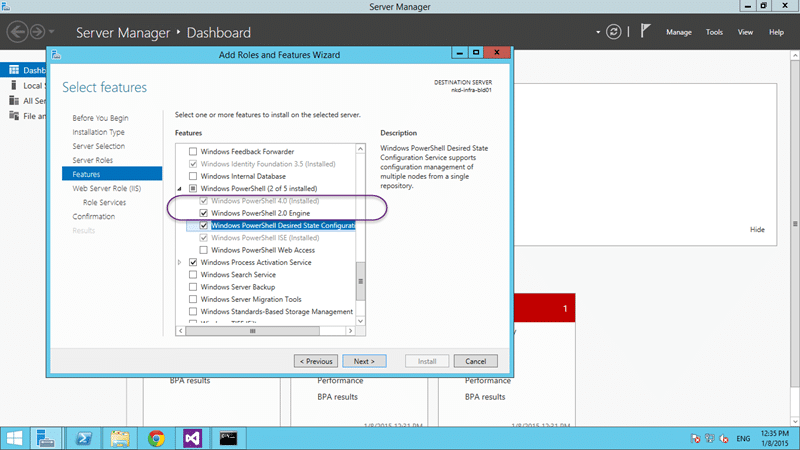 Server Manager
Server Manager • Dashboard
Manage
Tools
View
Help
Dashb
Local S
All Ser
File an
Add Roles and Features Wizard
Select features
DESTINATION SERVER
nkd-infra-bld01
Before You Begin
Installation Type
Server Selection
Server Roles
Features
Web Server Role (IIS)
Role Services
Confirmation
Results
Select one or more features to install on the selected server.
Features
Windows Feedback Forwarder
Windows Identity Foundation 3.5 (Installed)
Windows Internal Database
Windows PowerShell (2 of 5 installed)
Windows PowerShell 4.0 (Installed)
Windows PowerShell 2.0 Engine
Windows PowerShell Desired State Configurat
Windows PowerShell ISE (Installed)
Windows PowerShell Web Access
Windows Process Activation Service
Windows Search Service
Windows Server Backup
Windows Server Migration Tools
Windows Standards-Based Storage Management
Description
Windows PowerShell Desired State
Configuration Service supports
configuration management of
multiple nodes from a single
repository.
< Previous
Next >
Install
Cancel
Hide
1
BPA results
Performance
BPA results
1/8/2015 12:31 PM
Performance
BPA results
1/8/2015 12:31 PM
ENG
12:35 PM
1/8/2015